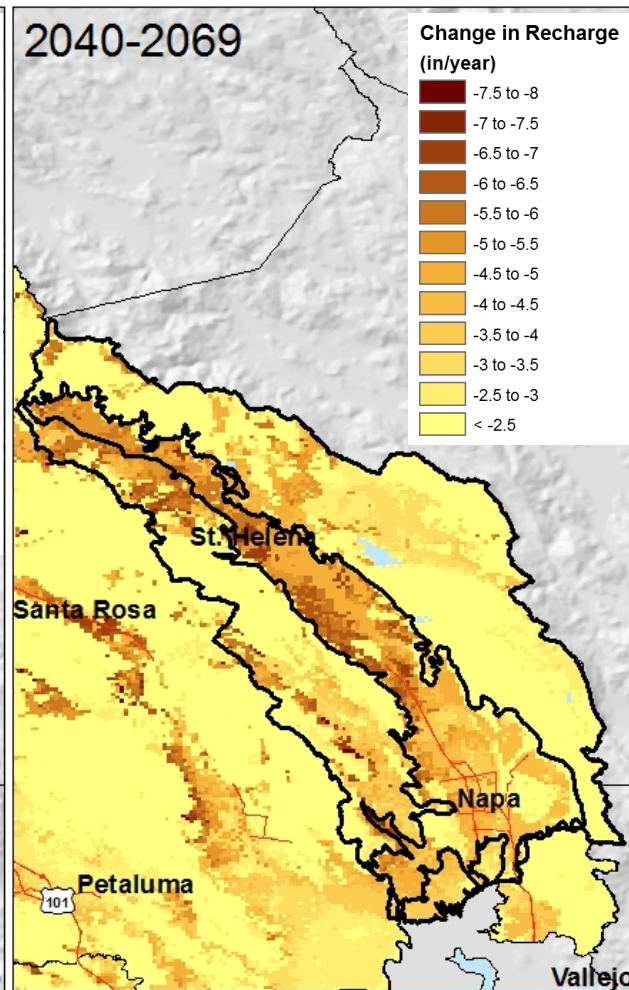 2040-2069
Change in Recharge
(in/year)
-7.5 to -8
-7 to -7.5
-6.5 to -7
-6 to -6.5
-5.5 to -6
-5 to -5.5
-4.5 to -5
-4 to -4.5
-3.5 to -4
-3 to -3.5
-2.5 to -3
< -2.5
St. Helena
Santa Rosa
Napa
Petaluma
101
Vallejo